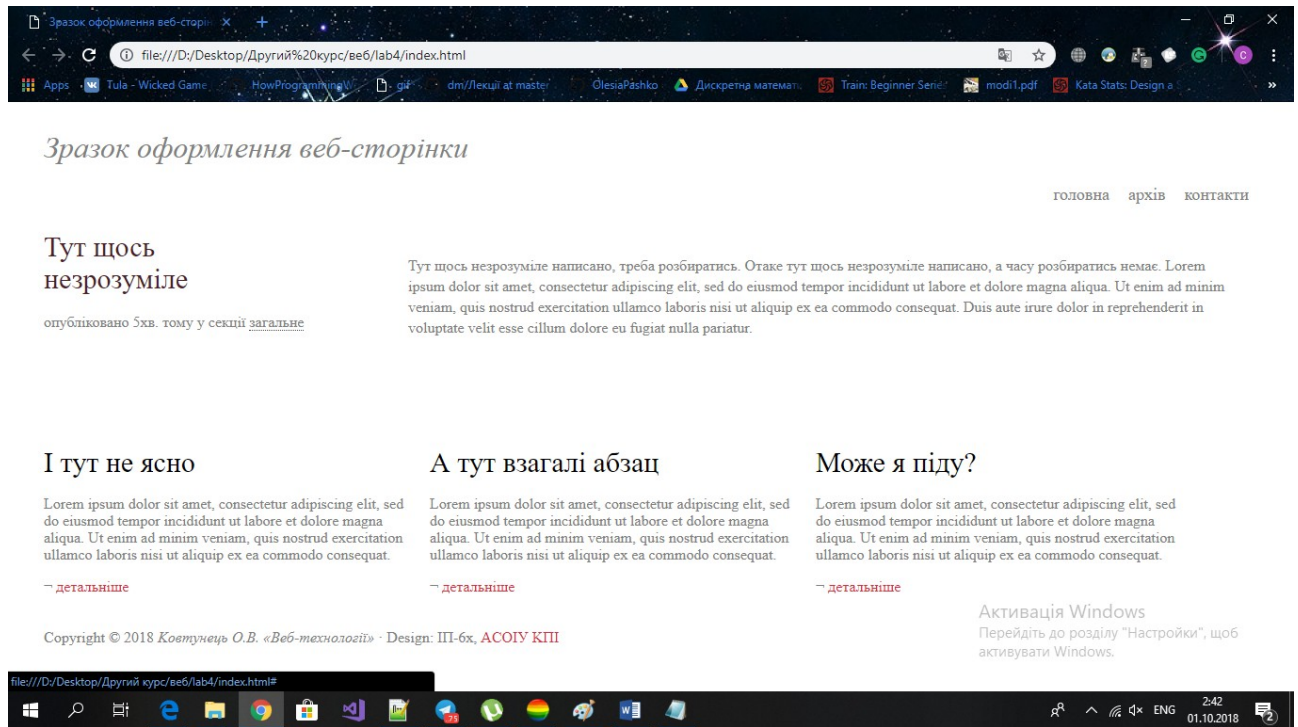 Зразок оформлення веб-сторін
file:///D:/Desktop/Другий%20курс/веб/lab4/index.html
Apps Tula - Wicked Game HowProgrammingW gif dm/Лекції at master OlesiaPashko Дискретна математ Train: Beginner Serie modi1.pdf Kata Stats: Design a S
Зразок оформлення веб-сторінки
головна архів контакти
Тут щось
незрозуміле
опубліковано 5хв. тому у секції загальне
Тут щось незрозуміле написано, треба розбиратись. Отаке тут щось незрозуміле написано, а часу розбиратись немає. Lorem
ipsum dolor sit amet, consectetur adipiscing elit, sed do eiusmod tempor incididunt ut labore et dolore magna aliqua. Ut enim ad minim
veniam, quis nostrud exercitation ullamco laboris nisi ut aliquip ex ea commodo consequat. Duis aute irure dolor in reprehenderit in
voluptate velit esse cillum dolore eu fugiat nulla pariatur.
І тут не ясно
Lorem ipsum dolor sit amet, consectetur adipiscing elit, sed
do eiusmod tempor incididunt ut labore et dolore magna
aliqua. Ut enim ad minim veniam, quis nostrud exercitation
ullamco laboris nisi ut aliquip ex ea commodo consequat.
¬ детальніше
А тут взагалі абзац
Lorem ipsum dolor sit amet, consectetur adipiscing elit, sed
do eiusmod tempor incididunt ut labore et dolore magna
aliqua. Ut enim ad minim veniam, quis nostrud exercitation
ullamco laboris nisi ut aliquip ex ea commodo consequat.
¬ детальніше
Може я піду?
Lorem ipsum dolor sit amet, consectetur adipiscing elit, sed
do eiusmod tempor incididunt ut labore et dolore magna
aliqua. Ut enim ad minim veniam, quis nostrud exercitation
ullamco laboris nisi ut aliquip ex ea commodo consequat.
¬ детальніше
Copyright © 2018 Ковтунець О.В. «Веб-технології» · Design: ІП-6x, АСОІУ КПІ
Активація Windows
Перейдіть до розділу "Настройки", щоб
активувати Windows.
file:///D:/Desktop/Другий курс/веб/lab4/index.html#
ENG 2:42
01.10.2018